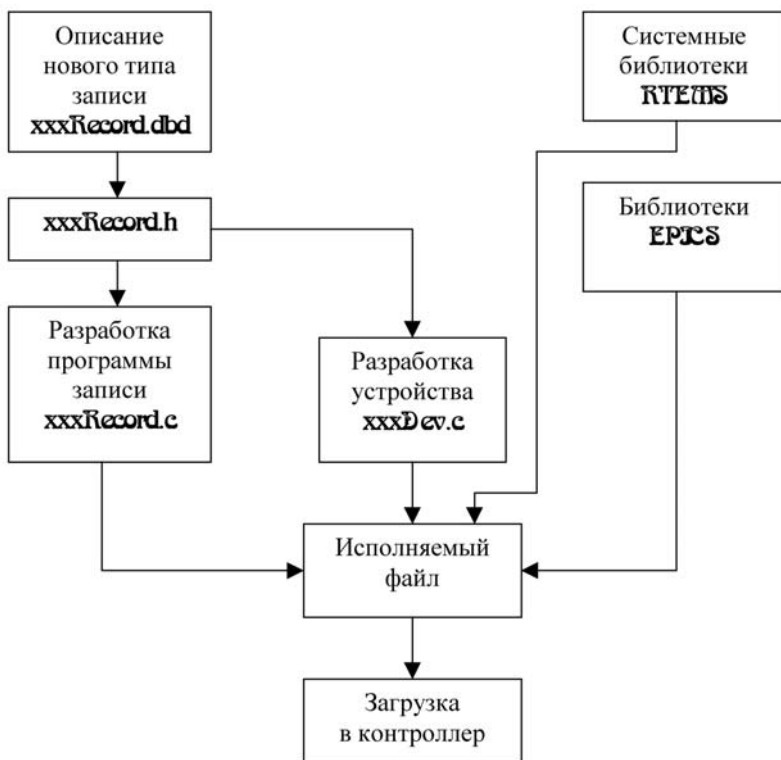 Описание
нового типа
записи
xxxRecord.dbd
Системные
библиотеки
RTEMS
xxxRecord.h
Библиотеки
EPICS
Разработка
программы
записи
xxxRecord.c
Разработка
устройства
xxxDev.c
Исполняемый
файл
Загрузка
в контроллер